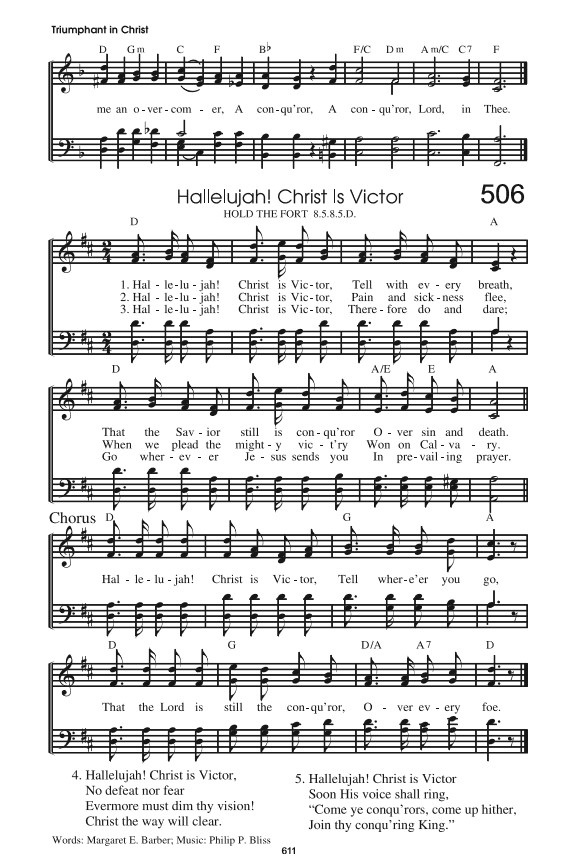 Triumphant in Christ
D Gm C F B♭ F/C Dm Am/C C7 F
me an o-ver-com - er, A con-qu'ror, A con-qu'ror, Lord, in Thee.
Hallelujah! Christ Is Victor 506
HOLD THE FORT 8.5.8.5.D.
D A
1. Hal - le-lu-jah! Christ is Vic-tor, Tell with ev-ery breath,
2. Hal - le-lu-jah! Christ is Vic-tor, Pain and sick-ness flee,
3. Hal - le-lu-jah! Christ is Vic-tor, There-fore do and dare;
A/E E A
That the Sav-ior still is con-qu'ror O-ver sin and death.
When we plead the might-y vic-t'ry Won on Cal-va-ry.
Go wher-ev-er Je-sus sends you In pre-vail-ing prayer.
Chorus
D G A
Hal-le-lu-jah! Christ is Vic-tor, Tell wher-e'er you go,
D G D/A A7 D
That the Lord is still the con-qu'ror, O-ver ev-ery foe.
4. Hallelujah! Christ is Victor,
No defeat nor fear
Evermore must dim thy vision!
Christ the way will clear.
5. Hallelujah! Christ is Victor
Soon His voice shall ring,
“Come ye conqu'rors, come up hither,
Join thy conqu'ring King.”
Words: Margaret E. Barber; Music: Philip P. Bliss
611